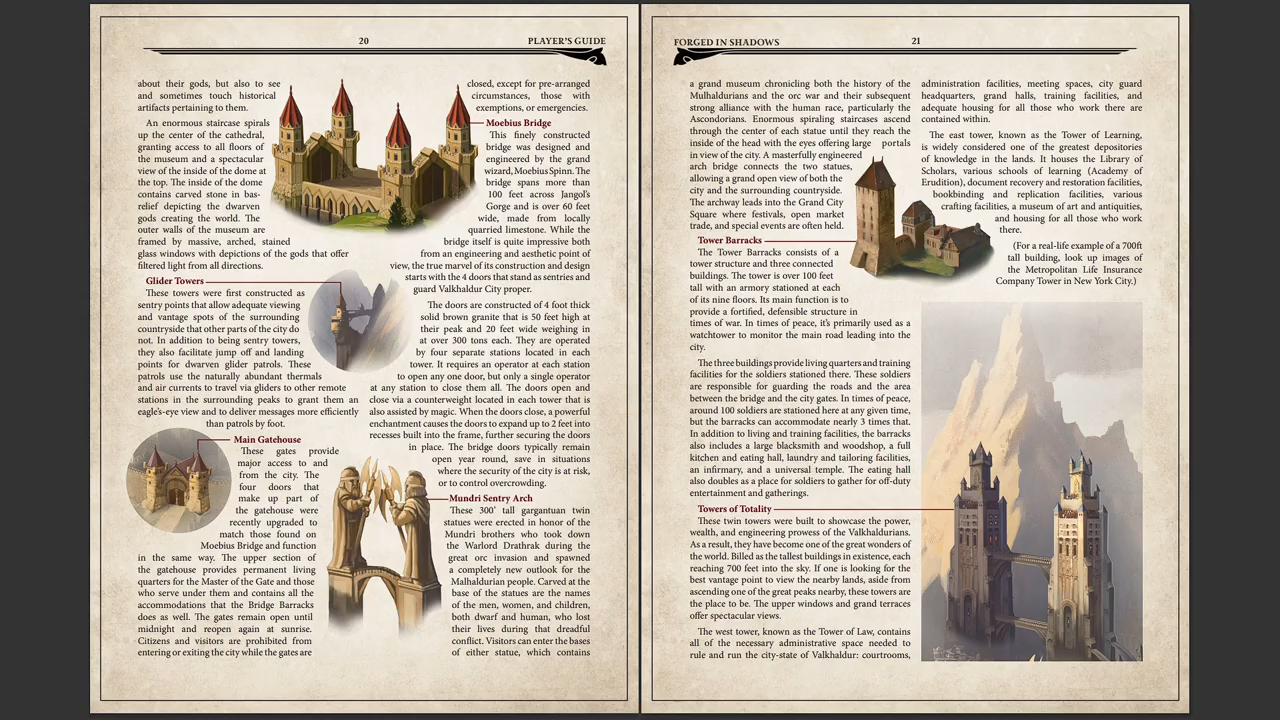 20
PLAYER'S GUIDE
about their gods, but also to see
and sometimes touch historical
artifacts pertaining to them.
An enormous staircase spirals
up the center of the cathedral,
granting access to all floors of
the museum and a spectacular
view of the inside of the dome at
the top. The inside of the dome
contains carved stone in bas-
relief depicting the dwarven
gods creating the world. The
outer walls of the museum are
framed by massive, arched, stained
glass windows with depictions of the gods that offer
filtered light from all directions.
Glider Towers
These towers were first constructed as
sentry points that allow adequate viewing
and vantage spots of the surrounding
countryside that other parts of the city do
not. In addition to being sentry towers,
they also facilitate jump off and landing
points for dwarven glider patrols. These
patrols use the naturally abundant thermals
and air currents to travel via gliders to other remote
stations in the surrounding peaks to grant them an
eagle's-eye view and to deliver messages more efficiently
than patrols by foot.
Main Gatehouse
These gates provide
major access to and
from the city. The
four doors that
make up part of
the gatehouse were
recently upgraded to
match those found on
Moebius Bridge and function
in the same way. The upper section of
the gatehouse provides permanent living
quarters for the Master of the Gate and those
who serve under them and contains all the
accommodations that the Bridge Barracks
does as well. The gates remain open until
midnight and reopen again at sunrise.
Citizens and visitors are prohibited from
entering or exiting the city while the gates are
closed, except for pre-arranged
circumstances, those with
exemptions, or emergencies.
Moebius Bridge
This finely constructed
bridge was designed and
engineered by the grand
wizard, Moebius Spinn. The
bridge spans more than
100 feet across Jangol's
Gorge and is over 60 feet
wide, made from locally
quarried limestone. While the
bridge itself is quite impressive both
from an engineering and aesthetic point of
view, the true marvel of its construction and design
starts with the 4 doors that stand as sentries and
guard Valkhaldur City proper.
The doors are constructed of 4 foot thick
solid brown granite that is 50 feet high at
their peak and 20 feet wide weighing in
at over 300 tons each. They are operated
by four separate stations located in each
tower. It requires an operator at each station
to open any one door, but only a single operator
at any station to close them all. The doors open and
close via a counterweight located in each tower that is
also assisted by magic. When the doors close, a powerful
enchantment causes the doors to expand up to 2 feet into
recesses built into the frame, further securing the doors
in place. The bridge doors typically remain
open year round, save in situations
where the security of the city is at risk,
or to control overcrowding.
Mundri Sentry Arch
These 300' tall gargantuan twin
statues were erected in honor of the
Mundri brothers who took down
the Warlord Drathrak during the
great orc invasion and spawned
a completely new outlook for the
Malhaldurian people. Carved at the
base of the statues are the names
of the men, women, and children,
both dwarf and human, who lost
their lives during that dreadful
conflict. Visitors can enter the bases
of either statue, which contains
FORGED IN SHADOWS
21
a grand museum chronicling both the history of the
Mulhaldurians and the orc war and their subsequent
strong alliance with the human race, particularly the
Ascondorians. Enormous spiraling staircases ascend
through the center of each statue until they reach the
inside of the head with the eyes offering large portals
in view of the city. A masterfully engineered
arch bridge connects the two statues,
allowing a grand open view of both the
city and the surrounding countryside.
The archway leads into the Grand City
Square where festivals, open market
trade, and special events are often held.
Tower Barracks
The Tower Barracks consists of a
tower structure and three connected
buildings. The tower is over 100 feet
tall with an armory stationed at each
of its nine floors. Its main function is to
provide a fortified, defensible structure in
times of war. In times of peace, it's primarily used as a
watchtower to monitor the main road leading into the
city.
The three buildings provide living quarters and training
facilities for the soldiers stationed there. These soldiers
are responsible for guarding the roads and the area
between the bridge and the city gates. In times of peace,
around 100 soldiers are stationed here at any given time,
but the barracks can accommodate nearly 3 times that.
In addition to living and training facilities, the barracks
also includes a large blacksmith and woodshop, a full
kitchen and eating hall, laundry and tailoring facilities,
an infirmary, and a universal temple. The eating hall
also doubles as a place for soldiers to gather for off-duty
entertainment and gatherings.
Towers of Totality
These twin towers were built to showcase the power,
wealth, and engineering prowess of the Valkhaldurians.
As a result, they have become one of the great wonders of
the world. Billed as the tallest buildings in existence, each
reaching 700 feet into the sky. If one is looking for the
best vantage point to view the nearby lands, aside from
ascending one of the great peaks nearby, these towers are
the place to be. The upper windows and grand terraces
offer spectacular views.
The west tower, known as the Tower of Law, contains
all of the necessary administrative space needed to
rule and run the city-state of Valkhaldur: courtrooms,
administration facilities, meeting spaces, city guard
headquarters, grand halls, training facilities, and
adequate housing for all those who work there are
contained within.
The east tower, known as the Tower of Learning,
is widely considered one of the greatest depositories
of knowledge in the lands. It houses the Library of
Scholars, various schools of learning (Academy of
Erudition), document recovery and restoration facilities,
bookbinding and replication facilities, various
crafting facilities, a museum of art and antiquities,
and housing for all those who work
there.
(For a real-life example of a 700ft
tall building, look up images of
the Metropolitan Life Insurance
Company Tower in New York City.)